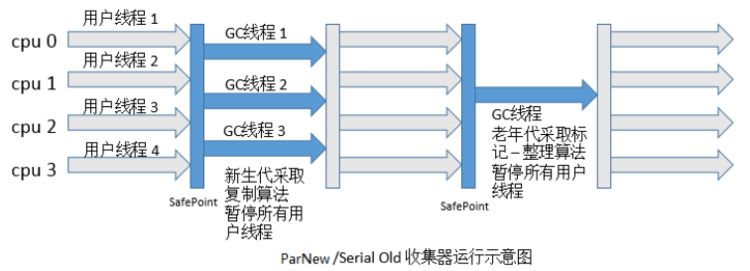 用户线程 1
cpu 0
GC线程 1
用户线程 2
cpu 1
GC线程 2
用户线程 3
cpu 2
GC线程 3
用户线程 4
cpu 3
SafePoint
新生代采取
复制算法
暂停所有用
户线程
GC线程
老年代采取标
记–整理算法
暂停所有用户
线程
SafePoint
ParNew /Serial Old 收集器运行示意图